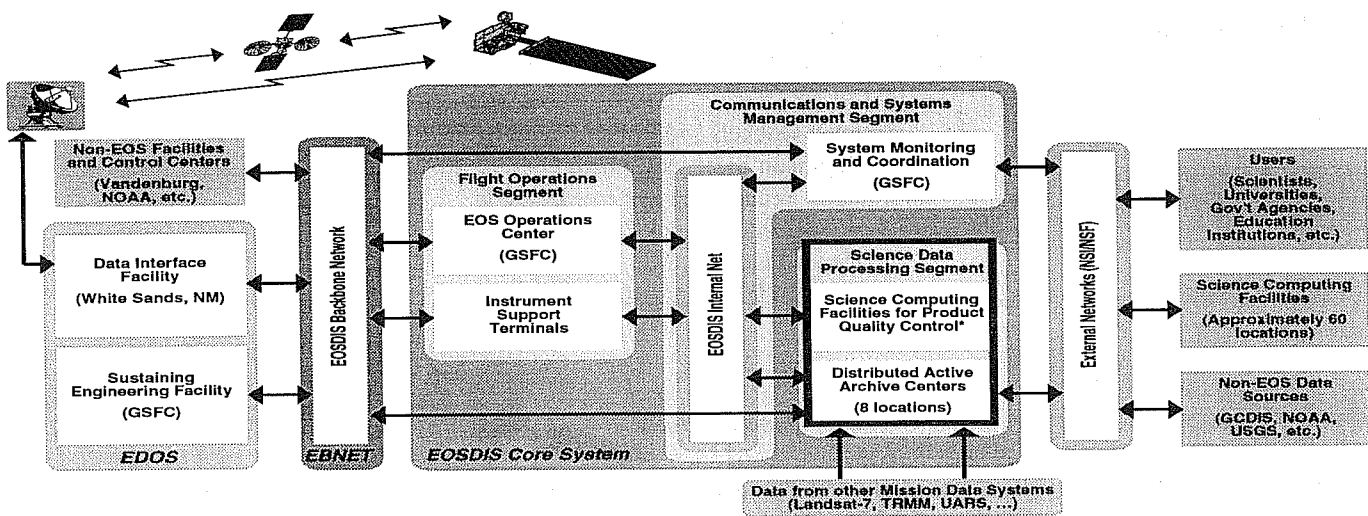 Communications and Systems
Management Segment
Non-EOS Facilities
and Control Centers
(Vandenburg,
NOAA, etc.)
System Monitoring
and Coordination
(GSFC)
Users
(Scientists,
Universities,
Gov't Agencies,
Education
Institutions, etc.)
Flight Operations
Segment
EOS Operations
Center
(GSFC)
Instrument
Support
Terminals
Data Interface
Facility
(White Sands, NM)
Sustaining
Engineering Facility
(GSFC)
EDOS
EOSDIS Backbone Network
EBNET
EOSDIS Core System
EOSDIS Internal Net
Science Data
Processing Segment
Science Computing
Facilities for Product
Quality Control*
Distributed Active
Archive Centers
(8 locations)
External Networks (NSI/NSF)
Science Computing
Facilities
(Approximately 60
locations)
Non-EOS Data
Sources
(GCDIS, NOAA,
USGS, etc.)
Data from other Mission Data Systems
(Landsat-7, TRMM, UARS, ...)